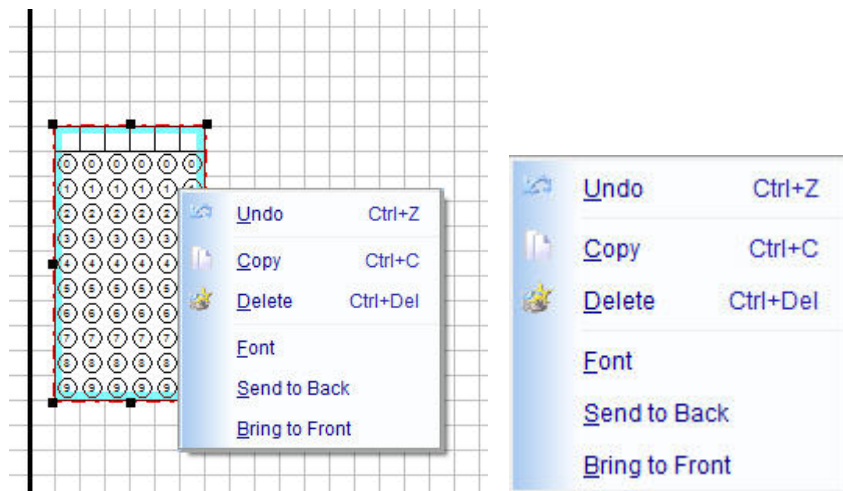 0 0 0 0 0 0
1 1 1 1 1 1
2 2 2 2 2
3 3 3 3 3
4 4 4 4 4
5 5 5 5 5
6 6 6 6 6
7 7 7 7 7
8 8 8 8 8
9 9 9 9 9
Undo Ctrl+Z
Copy Ctrl+C
Delete Ctrl+Del
Font
Send to Back
Bring to Front
Undo Ctrl+Z
Copy Ctrl+C
Delete Ctrl+Del
Font
Send to Back
Bring to Front